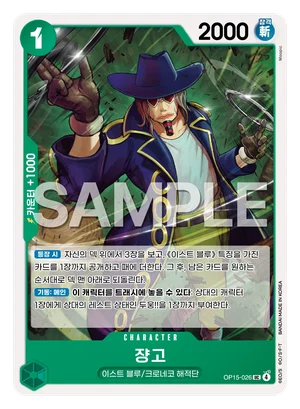 1
2000
참격
斬
카운터 +1000
SAMPLE
등장 시 자신의 덱 위에서 3장을 보고, 《이스트 블루》 특징을 가진
카드를 1장까지 공개하고 패에 더한다. 그 후, 남은 카드를 원하는
순서대로 덱 맨 아래로 되돌린다.
기동: 메인 이 캐릭터를 트래시에 놓을 수 있다: 상대의 캐릭터
1장에게 상대의 레스트 상태인 두웅!!을 1장까지 부여한다.
CHARACTER
쟝고
이스트 블루/크로네코 해적단
OP15-026
BANDAI MADE IN KOREA